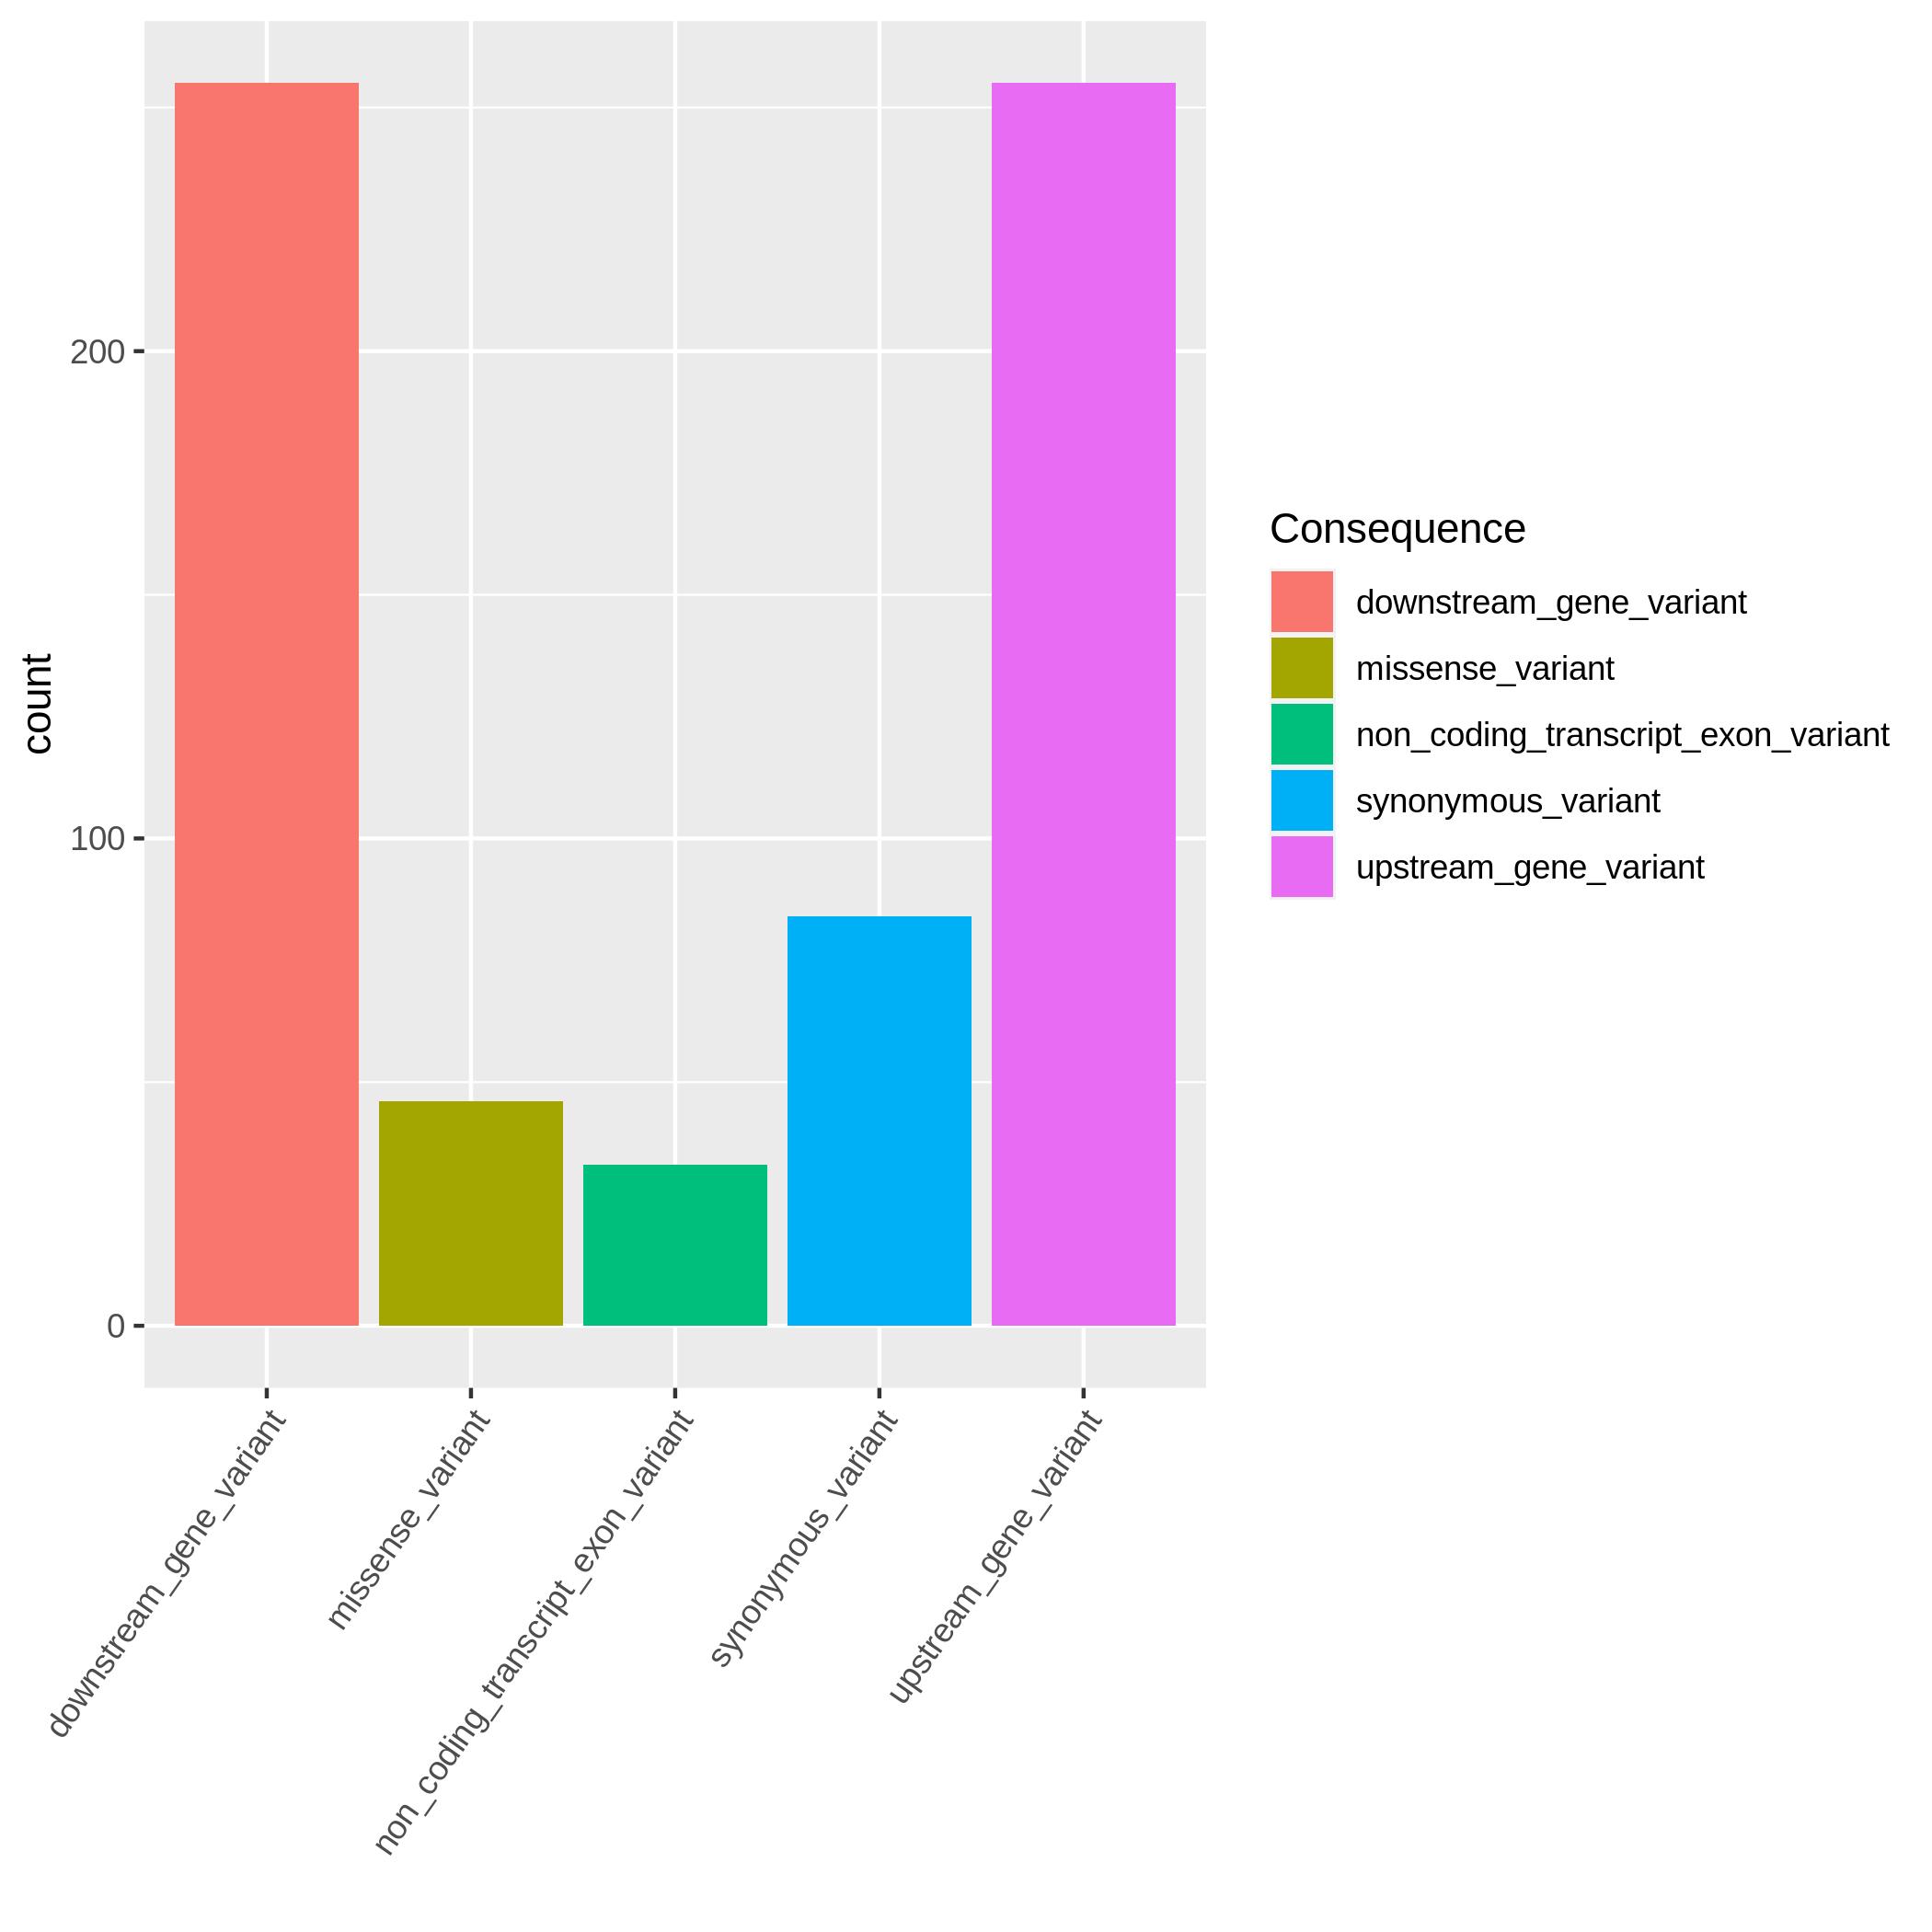 count
200
100
0
downstream_gene_variant
missense_variant
non_coding_transcript_exon_variant
synonymous_variant
upstream_gene_variant
Consequence
downstream_gene_variant
missense_variant
non_coding_transcript_exon_variant
synonymous_variant
upstream_gene_variant